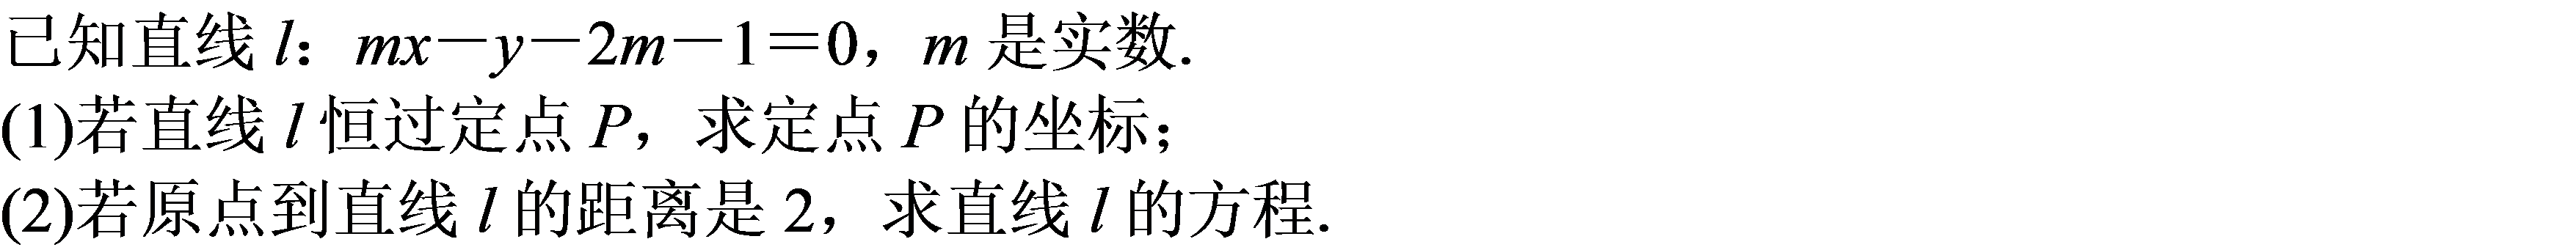 已知直线 l：mx－y－2m－1＝0，m 是实数.
(1)若直线 l 恒过定点 P，求定点 P 的坐标；
(2)若原点到直线 l 的距离是 2，求直线 l 的方程.